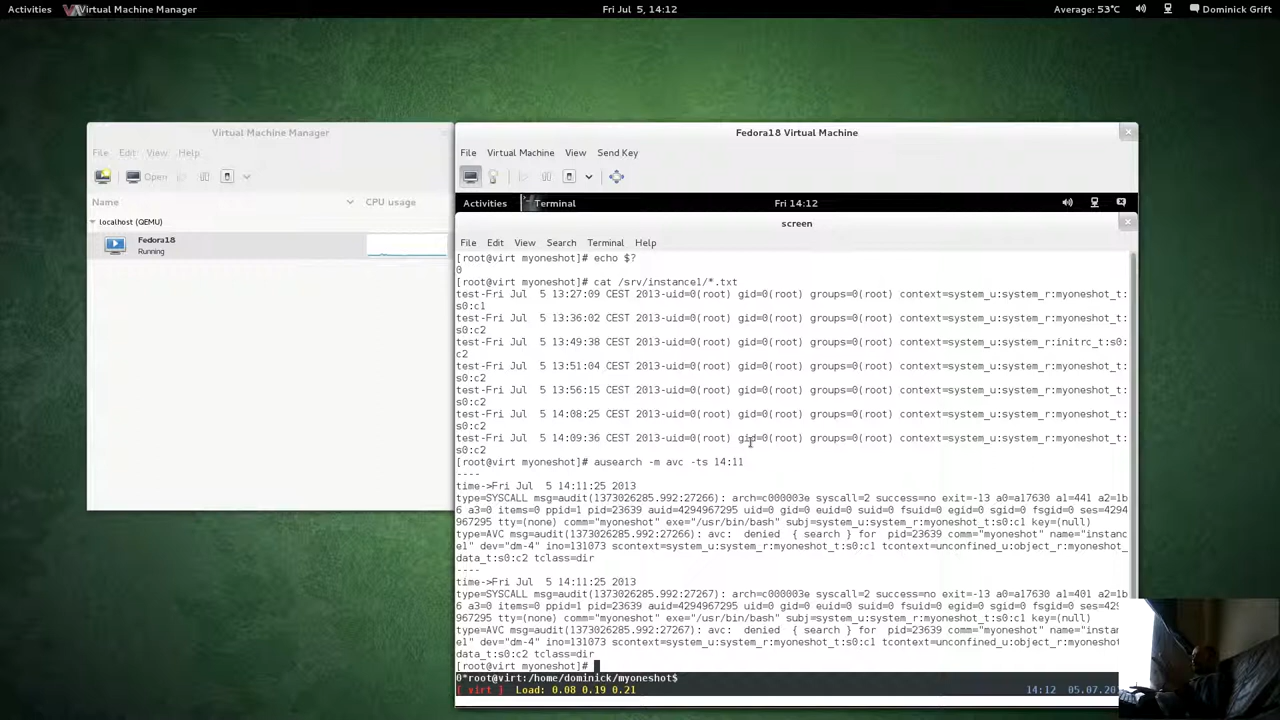 Activities Virtual Machine Manager Fri Jul 5, 14:12 Average: 53°C Dominick Grift
Virtual Machine Manager
File Edit View Help
Open
Name CPU usage
localhost (QEMU)
Fedora18
Running
Fedora18 Virtual Machine
File Virtual Machine View Send Key
Activities Terminal Fri 14:12
screen
File Edit View Search Terminal Help
[root@virt myoneshot]# echo $?
0
[root@virt myoneshot]# cat /srv/instance1/*.txt
test-Fri Jul  5 13:27:09 CEST 2013-uid=0(root) gid=0(root) groups=0(root) context=system_u:system_r:myoneshot_t:
s0:c1
test-Fri Jul  5 13:36:02 CEST 2013-uid=0(root) gid=0(root) groups=0(root) context=system_u:system_r:myoneshot_t:
s0:c2
test-Fri Jul  5 13:49:38 CEST 2013-uid=0(root) gid=0(root) groups=0(root) context=system_u:system_r:initrc_t:s0:
c2
test-Fri Jul  5 13:51:04 CEST 2013-uid=0(root) gid=0(root) groups=0(root) context=system_u:system_r:myoneshot_t:
s0:c2
test-Fri Jul  5 13:56:15 CEST 2013-uid=0(root) gid=0(root) groups=0(root) context=system_u:system_r:myoneshot_t:
s0:c2
test-Fri Jul  5 14:08:25 CEST 2013-uid=0(root) gid=0(root) groups=0(root) context=system_u:system_r:myoneshot_t:
s0:c2
test-Fri Jul  5 14:09:36 CEST 2013-uid=0(root) gid=0(root) groups=0(root) context=system_u:system_r:myoneshot_t:
s0:c2
[root@virt myoneshot]# ausearch -m avc -ts 14:11
----
time->Fri Jul  5 14:11:25 2013
type=SYSCALL msg=audit(1373026285.992:27266): arch=c000003e syscall=2 success=no exit=-13 a0=a17630 a1=441 a2=1b
6 a3=0 items=0 ppid=1 pid=23639 auid=4294967295 uid=0 gid=0 euid=0 suid=0 fsuid=0 egid=0 sgid=0 fsgid=0 ses=4294
967295 tty=(none) comm="myoneshot" exe="/usr/bin/bash" subj=system_u:system_r:myoneshot_t:s0:c1 key=(null)
type=AVC msg=audit(1373026285.992:27266): avc:  denied  { search } for  pid=23639 comm="myoneshot" name="instanc
e1" dev="dm-4" ino=131073 scontext=system_u:system_r:myoneshot_t:s0:c1 tcontext=unconfined_u:object_r:myoneshot_
data_t:s0:c2 tclass=dir
----
time->Fri Jul  5 14:11:25 2013
type=SYSCALL msg=audit(1373026285.992:27267): arch=c000003e syscall=2 success=no exit=-13 a0=a17630 a1=401 a2=1b
6 a3=0 items=0 ppid=1 pid=23639 auid=4294967295 uid=0 gid=0 euid=0 suid=0 fsuid=0 egid=0 sgid=0 fsgid=0 ses=429
967295 tty=(none) comm="myoneshot" exe="/usr/bin/bash" subj=system_u:system_r:myoneshot_t:s0:c1 key=(null)
type=AVC msg=audit(1373026285.992:27267): avc:  denied  { search } for  pid=23639 comm="myoneshot" name="instan
e1" dev="dm-4" ino=131073 scontext=system_u:system_r:myoneshot_t:s0:c1 tcontext=unconfined_u:object_r:myoneshot
data_t:s0:c2 tclass=dir
[root@virt myoneshot]#
0*root@virt:/home/dominick/myoneshot$
[ virt ] Load: 0.08 0.19 0.21 14:12 05.07.20